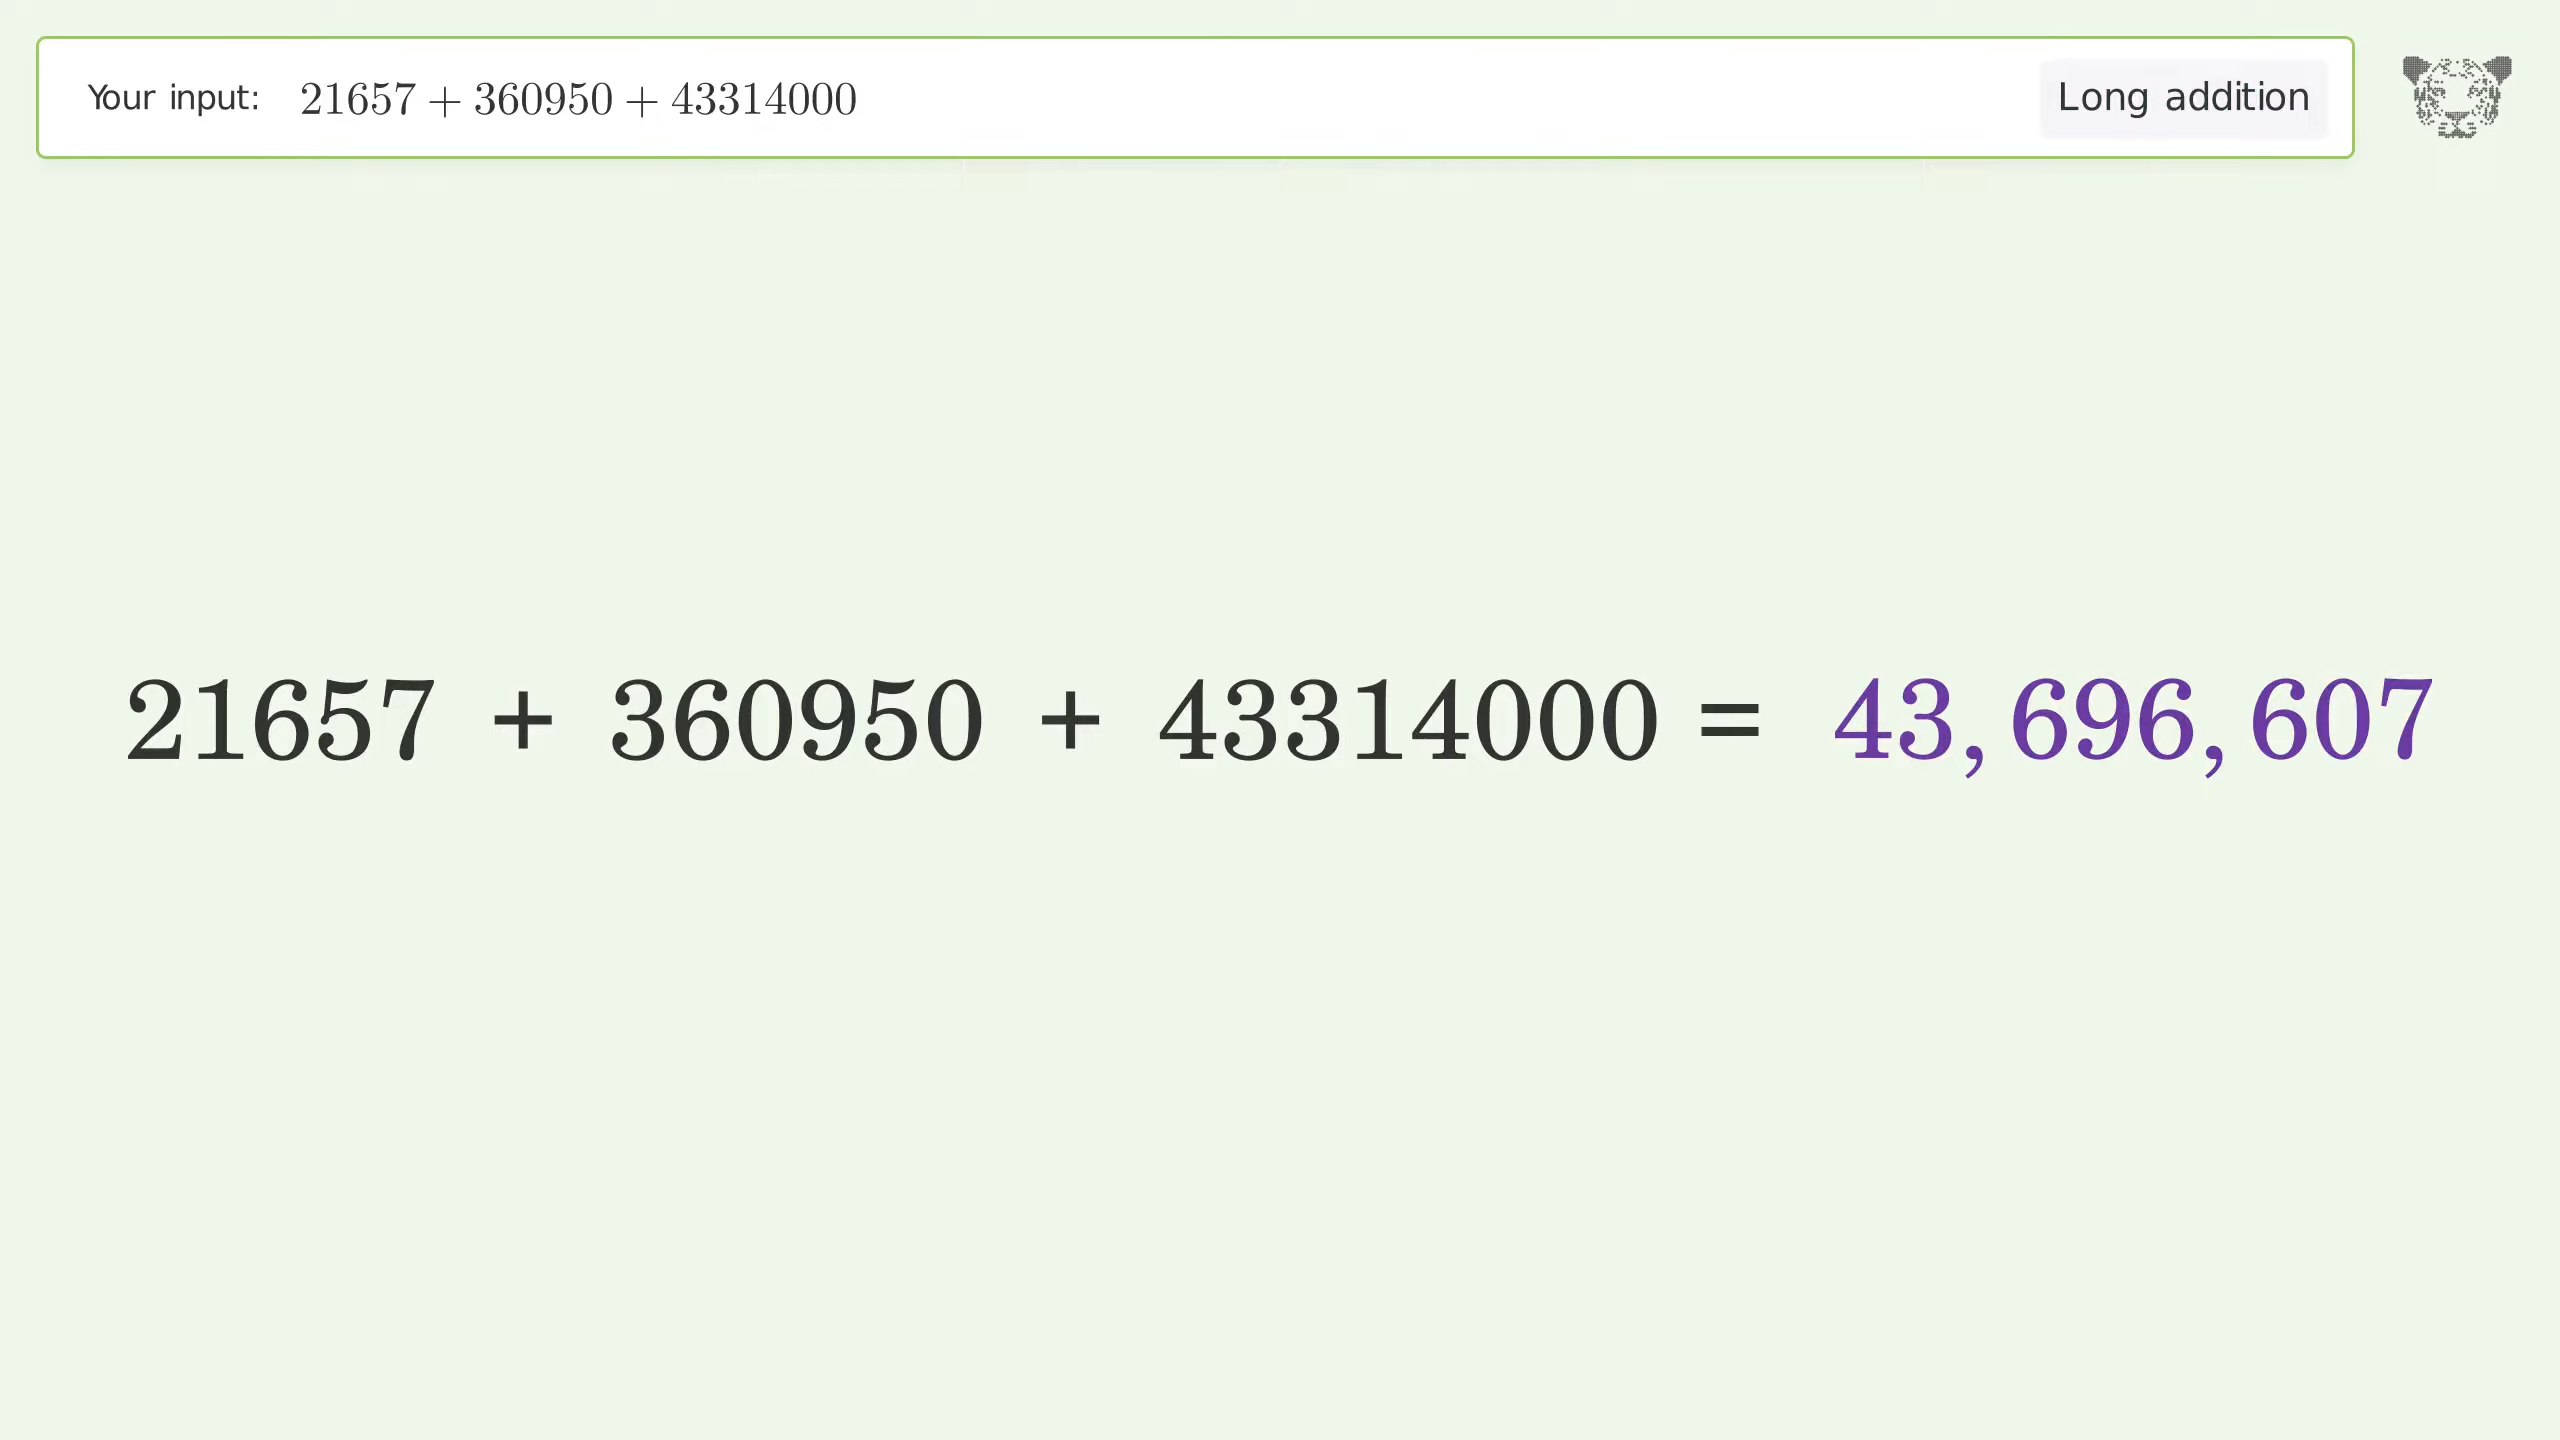 Your input: 21657 + 360950 + 43314000 Long addition
21657 + 360950 + 43314000 = 43,696,607